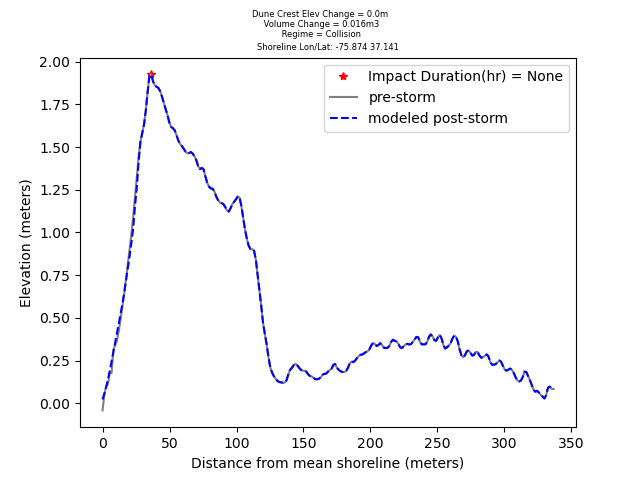 Dune Crest Elev Change = 0.0m
Volume Change = 0.016m3
Regime = Collision
Shoreline Lon/Lat: -75.874 37.141
Impact Duration(hr) = None
pre-storm
modeled post-storm
2.00
1.75
1.50
1.25
1.00
0.75
0.50
0.25
0.00
Elevation (meters)
0
50
100
150
200
250
300
350
Distance from mean shoreline (meters)